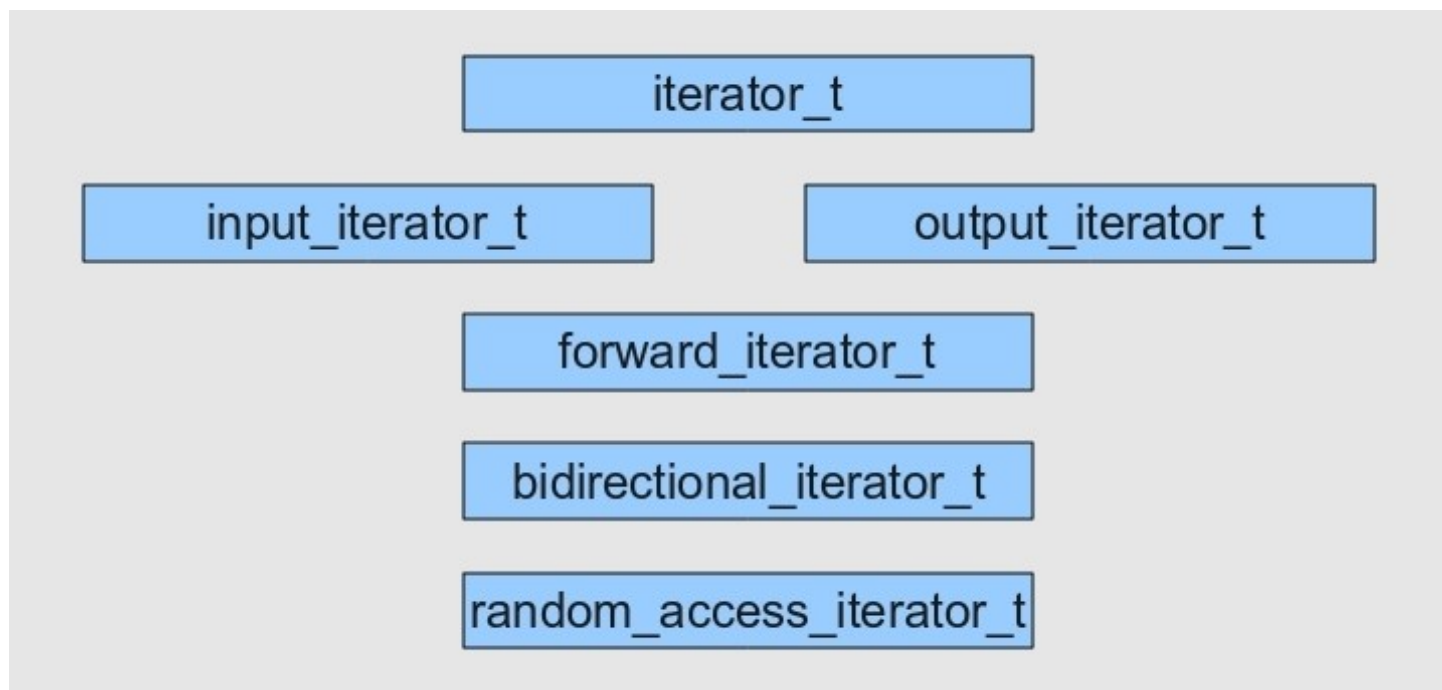 iterator_t
input_iterator_t
output_iterator_t
forward_iterator_t
bidirectional_iterator_t
random_access_iterator_t